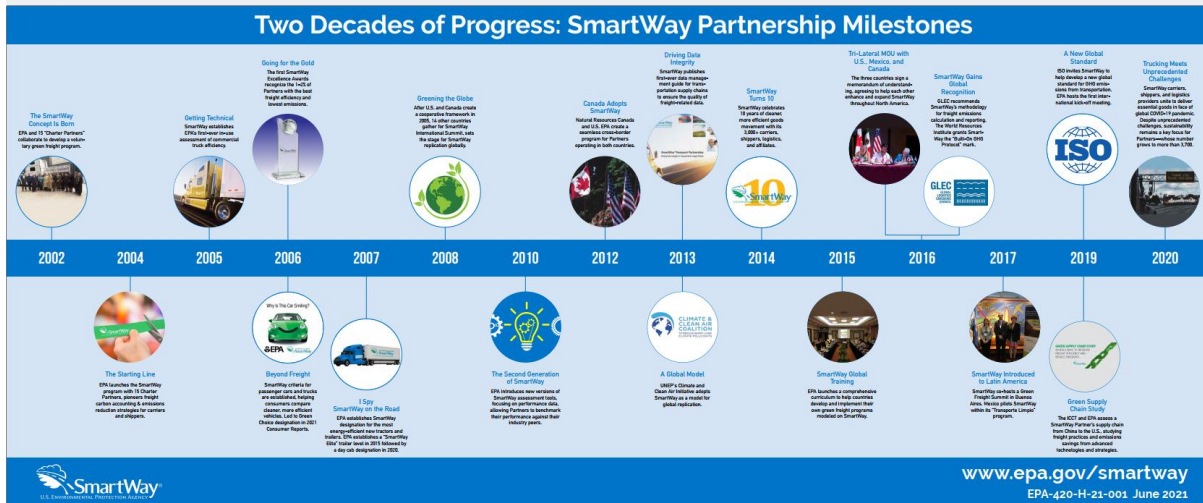 Two Decades of Progress: SmartWay Partnership Milestones
The SmartWay
Concept Is Born
EPA and 15 "Charter Partners"
collaborate to develop a volun-
tary green freight program.
Getting Technical
SmartWay establishes
EPA's first-ever in-use
assessment of commercial
truck efficiency.
Going for the Gold
The first SmartWay
Excellence Awards
recognize the 1–2% of
Partners with the best
freight efficiency and
lowest emissions.
Greening the Globe
After U.S. and Canada create
a cooperative framework in
2005, 14 other countries
gather for SmartWay
International Summit, sets
the stage for SmartWay
replication globally.
Canada Adopts
SmartWay
Natural Resources Canada
and U.S. EPA create a
seamless cross-border
program for Partners
operating in both countries.
Driving Data
Integrity
SmartWay publishes
first-ever data manage-
ment guide for trans-
portation supply chains
to ensure the quality of
freight-related data.
SmartWay
Turns 10
SmartWay celebrates
10 years of cleaner,
more efficient goods
movement with its
3,000+ carriers,
shippers, logistics,
and affiliates.
10
SmartWay
Tri-Lateral MOU with
U.S., Mexico, and
Canada
The three countries sign a
memorandum of understand-
ing, agreeing to help each other
enhance and expand SmartWay
throughout North America.
SmartWay Gains
Global
Recognition
GLEC recommends
SmartWay's methodology
for freight emissions
calculation and reporting.
The World Resources
Institute grants Smart-
Way the "Built-On GHG
Protocol" mark.
GLEC
A New Global
Standard
ISO invites SmartWay to
help develop a new global
standard for GHG emis-
sions from transportation.
EPA hosts the first inter-
national kick-off meeting.
ISO
Trucking Meets
Unprecedented
Challenges
SmartWay carriers,
shippers, and logistics
providers unite to deliver
essential goods in face of
global COVID-19 pandemic.
Despite unprecedented
challenges, sustainability
remains a key focus for
Partners—whose number
grows to more than 3,700.
2002
2004
2005
2006
2007
2008
2010
2012
2013
2014
2015
2016
2017
2019
2020
SmartWay
The Starting Line
EPA launches the SmartWay
program with 15 Charter
Partners, pioneers freight
carbon accounting & emissions
reduction strategies for carriers
and shippers.
Why Is This Car Smiling?
EPA
Beyond Freight
SmartWay criteria for
passenger cars and trucks
are established, helping
consumers compare
cleaner, more efficient
vehicles. Led to Green
Choice designation in 2021
Consumer Reports.
I Spy
SmartWay on the Road
EPA establishes SmartWay
designation for the most
energy-efficient new tractors and
trailers. EPA establishes a "SmartWay
Elite" trailer level in 2015 followed by
a day cab designation in 2020.
The Second Generation
of SmartWay
EPA introduces new versions of
SmartWay assessment tools,
focusing on performance data,
allowing Partners to benchmark
their performance against their
industry peers.
CLIMATE &
CLEAN AIR
COALITION
A Global Model
UNEP's Climate and
Clean Air Initiative adopts
SmartWay as a model for
global replication.
SmartWay Global
Training
EPA launches a comprehensive
curriculum to help countries
develop and implement their
own green freight programs
modeled on SmartWay.
SmartWay Introduced
to Latin America
SmartWay co-hosts a Green
Freight Summit in Buenos
Aires. Mexico pilots SmartWay
within its "Transporte Limpio"
program.
Green Supply
Chain Study
The ICCT and EPA assess a
SmartWay Partner's supply chain
from China to the U.S., studying
freight practices and emissions
savings from advanced
technologies and strategies.
SmartWay®
U.S. ENVIRONMENTAL PROTECTION AGENCY
www.epa.gov/smartway
EPA-420-H-21-001 June 2021